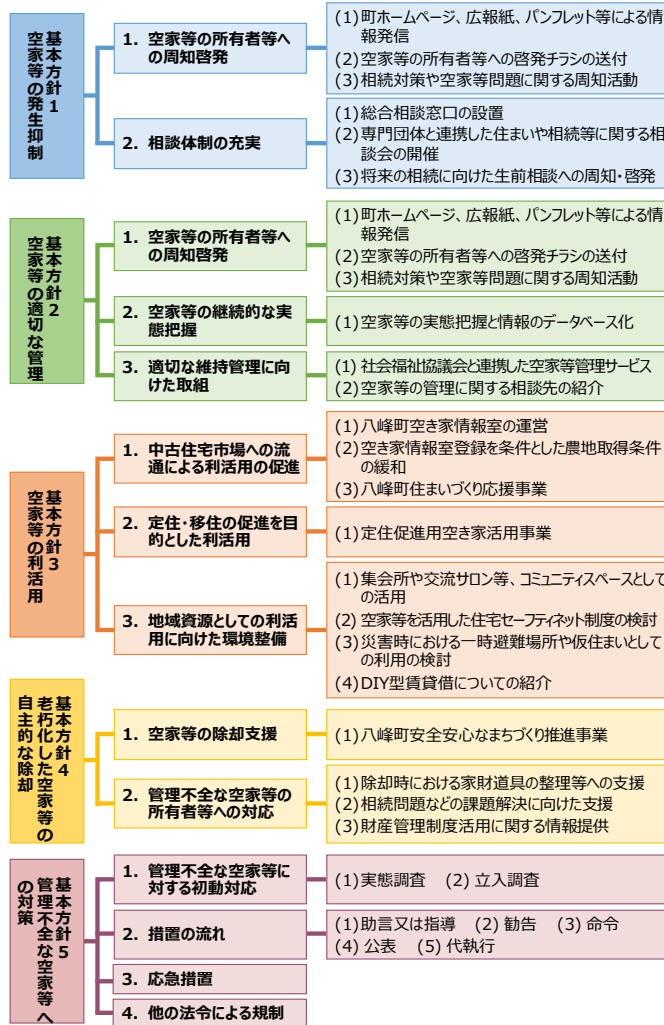 基本方針1
空家等の発生抑制
1. 空家等の所有者等へ
の周知啓発
(1)町ホームページ、広報紙、パンフレット等による情
報発信
(2)空家等の所有者等への啓発チラシの送付
(3)相続対策や空家等問題に関する周知活動
2. 相談体制の充実
(1)総合相談窓口の設置
(2)専門団体と連携した住まいや相続等に関する相
談会の開催
(3)将来の相続に向けた生前相談への周知・啓発
基本方針2
空家等の適切な管理
1. 空家等の所有者等へ
の周知啓発
(1)町ホームページ、広報紙、パンフレット等による情
報発信
(2)空家等の所有者等への啓発チラシの送付
(3)相続対策や空家等問題に関する周知活動
2. 空家等の継続的な実
態把握
(1)空家等の実態把握と情報のデータベース化
3. 適切な維持管理に向
けた取組
(1) 社会福祉協議会と連携した空家等管理サービス
(2) 空家等の管理に関する相談先の紹介
基本方針3
空家等の利活用
1. 中古住宅市場への流
通による利活用の促進
(1)八峰町空き家情報室の運営
(2)空き家情報室登録を条件とした農地取得条件
の緩和
(3)八峰町住まいづくり応援事業
2. 定住・移住の促進を目
的とした利活用
(1)定住促進用空き家活用事業
3. 地域資源としての利活
用に向けた環境整備
(1)集会所や交流サロン等、コミュニティスペースとして
の活用
(2)空家等を活用した住宅セーフティネット制度の検討
(3)災害時における一時避難場所や仮住まいとして
の利用の検討
(4)DIY型賃貸借についての紹介
基本方針4
老朽化した空家等の
自主的な除却
1. 空家等の除却支援
(1)八峰町安全安心なまちづくり推進事業
2. 管理不全な空家等の
所有者等への対応
(1)除却時における家財道具の整理等への支援
(2)相続問題などの課題解決に向けた支援
(3)財産管理制度活用に関する情報提供
基本方針5
管理不全な空家等へ
の対策
1. 管理不全な空家等に
対する初動対応
(1)実態調査 (2) 立入調査
2. 措置の流れ
(1)助言又は指導 (2) 勧告 (3) 命令
(4) 公表 (5) 代執行
3. 応急措置
4. 他の法令による規制